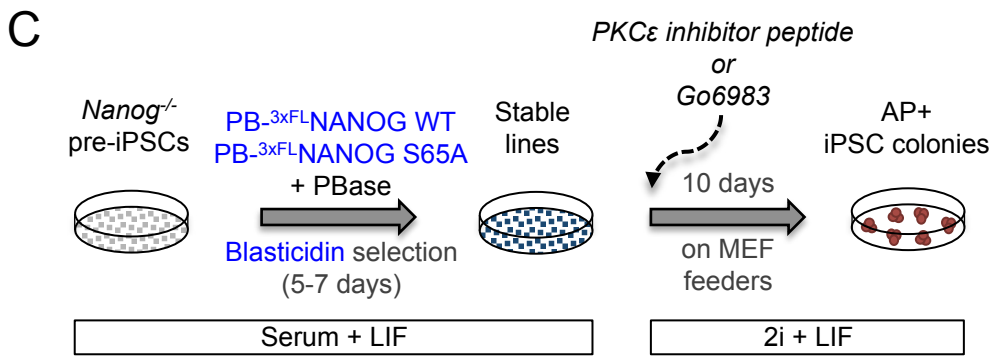 C
PKCε inhibitor peptide
or
Go6983
Nanog-/-
pre-iPSCs
PB-3xFLNANOG WT
PB-3xFLNANOG S65A
+ PBase
Blasticidin selection
(5-7 days)
Stable
lines
10 days
on MEF
feeders
AP+
iPSC colonies
Serum + LIF
2i + LIF